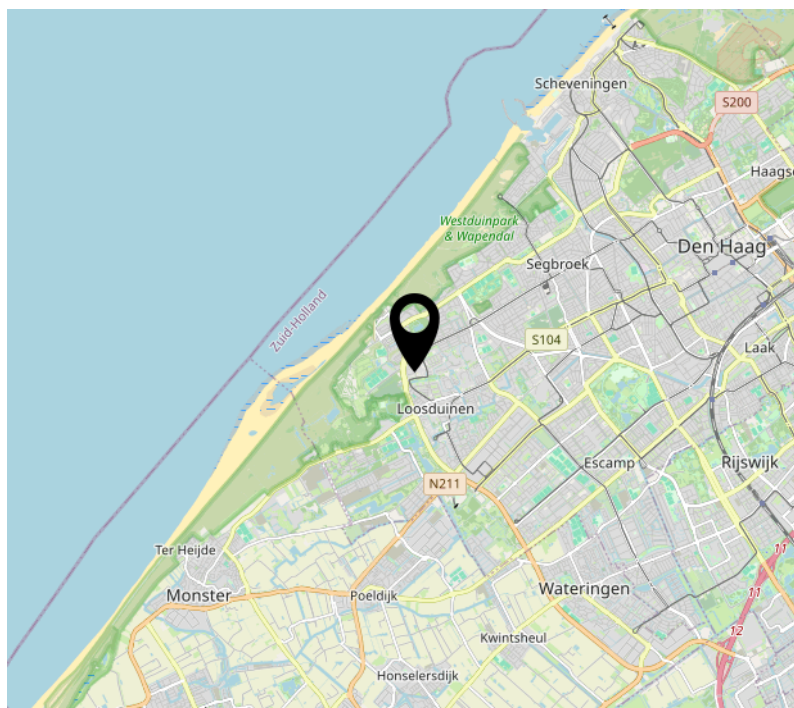 Scheveningen
S200
Haags
Westduinpark
& Wapendal
Den Haag
Segbroek
Zuid-Holland
S104
Laak
Loosduinen
Escamp
Rijswijk
N211
Ter Heijde
11
Monster
Poeldijk
Wateringen
11
12
Kwintsheul
Honselersdijk